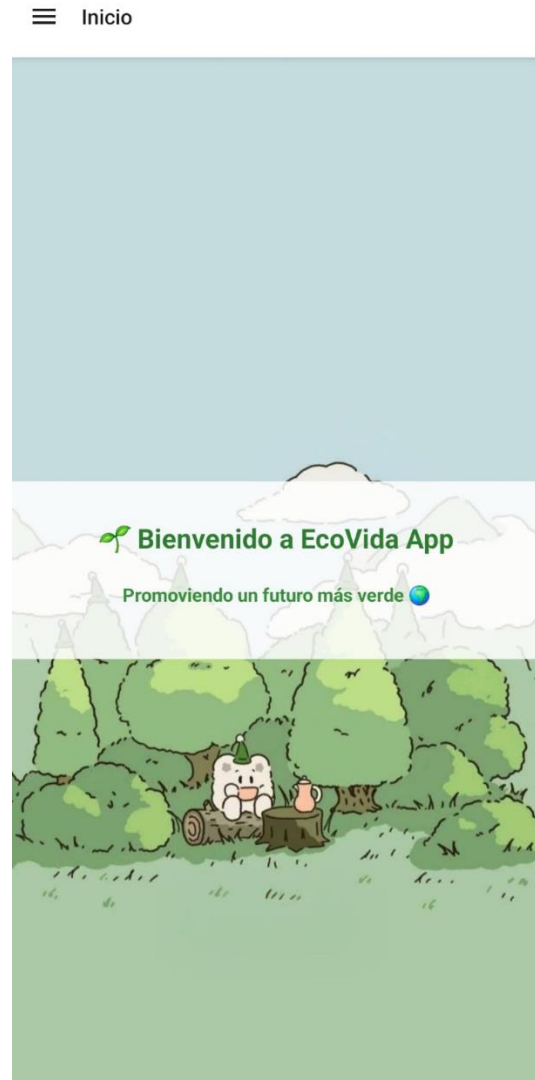 Inicio
🌱 Bienvenido a EcoVida App
Promoviendo un futuro más verde 🌍